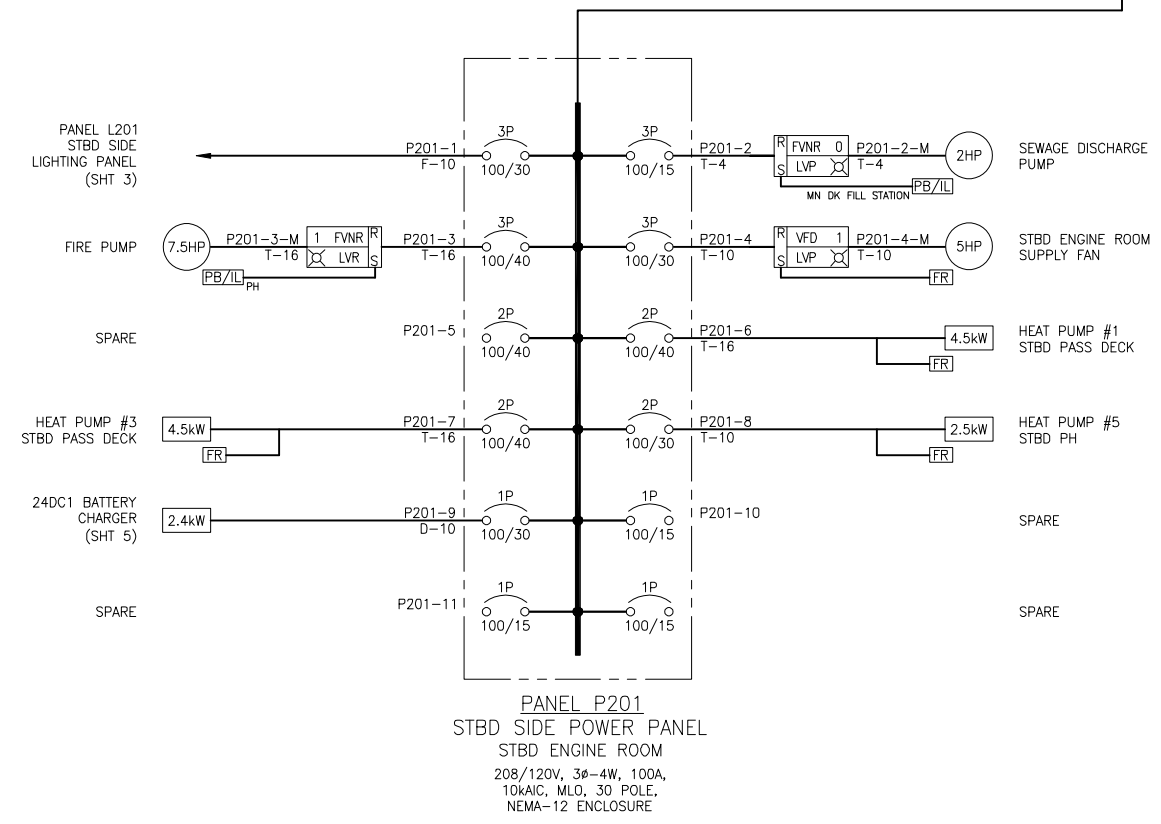 PANEL L201
STBD SIDE
LIGHTING PANEL
(SHT 3)
P201-1
F-10
3P
100/30
3P
100/15
P201-2
T-4
R
S
FVNR 0
LVP
P201-2-M
T-4
2HP
PB/IL
MN DK FILL STATION
SEWAGE DISCHARGE
PUMP
FIRE PUMP
7.5HP
P201-3-M
T-16
1 FVNR
LVR
R
S
PB/IL
PH
P201-3
T-16
3P
100/40
3P
100/30
P201-4
T-10
R
S
VFD 1
LVP
P201-4-M
T-10
5HP
FR
STBD ENGINE ROOM
SUPPLY FAN
SPARE
P201-5
2P
100/40
2P
100/40
P201-6
T-16
4.5kW
FR
HEAT PUMP #1
STBD PASS DECK
HEAT PUMP #3
STBD PASS DECK
4.5kW
FR
P201-7
T-16
2P
100/40
2P
100/30
P201-8
T-10
2.5kW
FR
HEAT PUMP #5
STBD PH
24DC1 BATTERY
CHARGER
(SHT 5)
2.4kW
P201-9
D-10
1P
100/30
1P
100/15
P201-10
SPARE
SPARE
P201-11
1P
100/15
1P
100/15
SPARE
PANEL P201
STBD SIDE POWER PANEL
STBD ENGINE ROOM
208/120V, 3ø-4W, 100A,
10kAIC, MLO, 30 POLE,
NEMA-12 ENCLOSURE